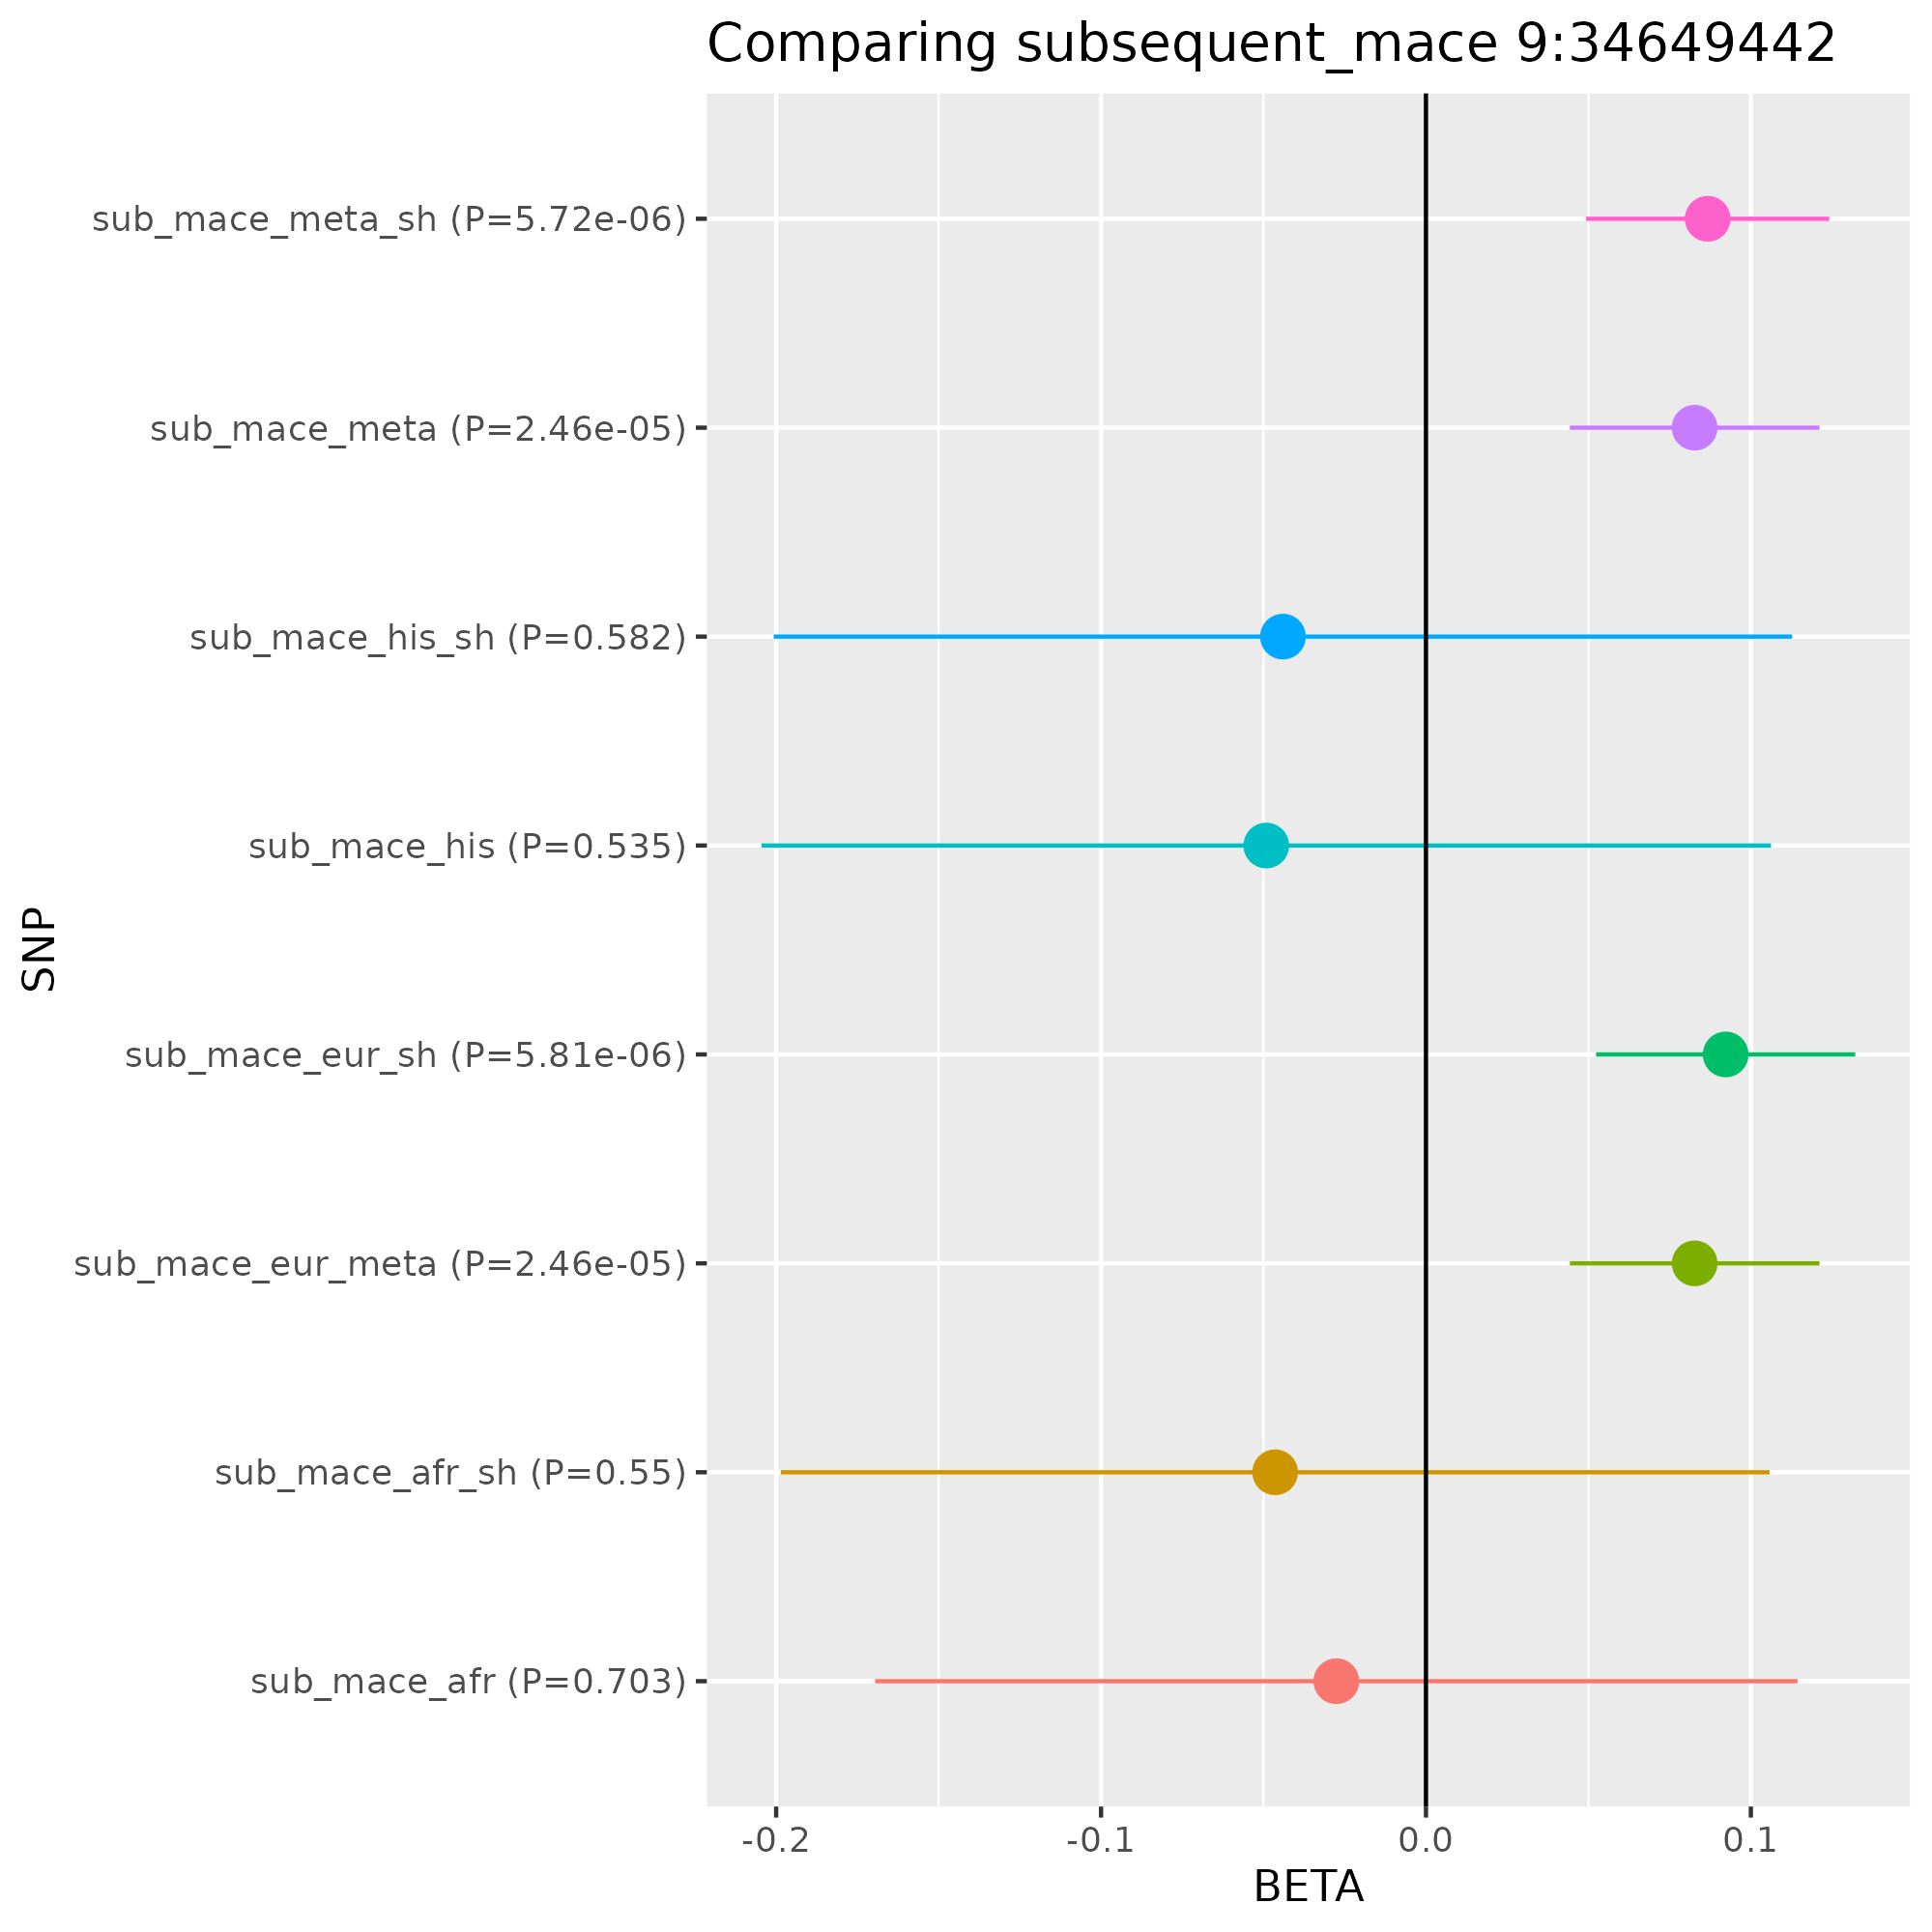 Comparing subsequent_mace 9:34649442
sub_mace_meta_sh (P=5.72e-06)
sub_mace_meta (P=2.46e-05)
sub_mace_his_sh (P=0.582)
sub_mace_his (P=0.535)
SNP
sub_mace_eur_sh (P=5.81e-06)
sub_mace_eur_meta (P=2.46e-05)
sub_mace_afr_sh (P=0.55)
sub_mace_afr (P=0.703)
-0.2 -0.1 0.0 0.1
BETA